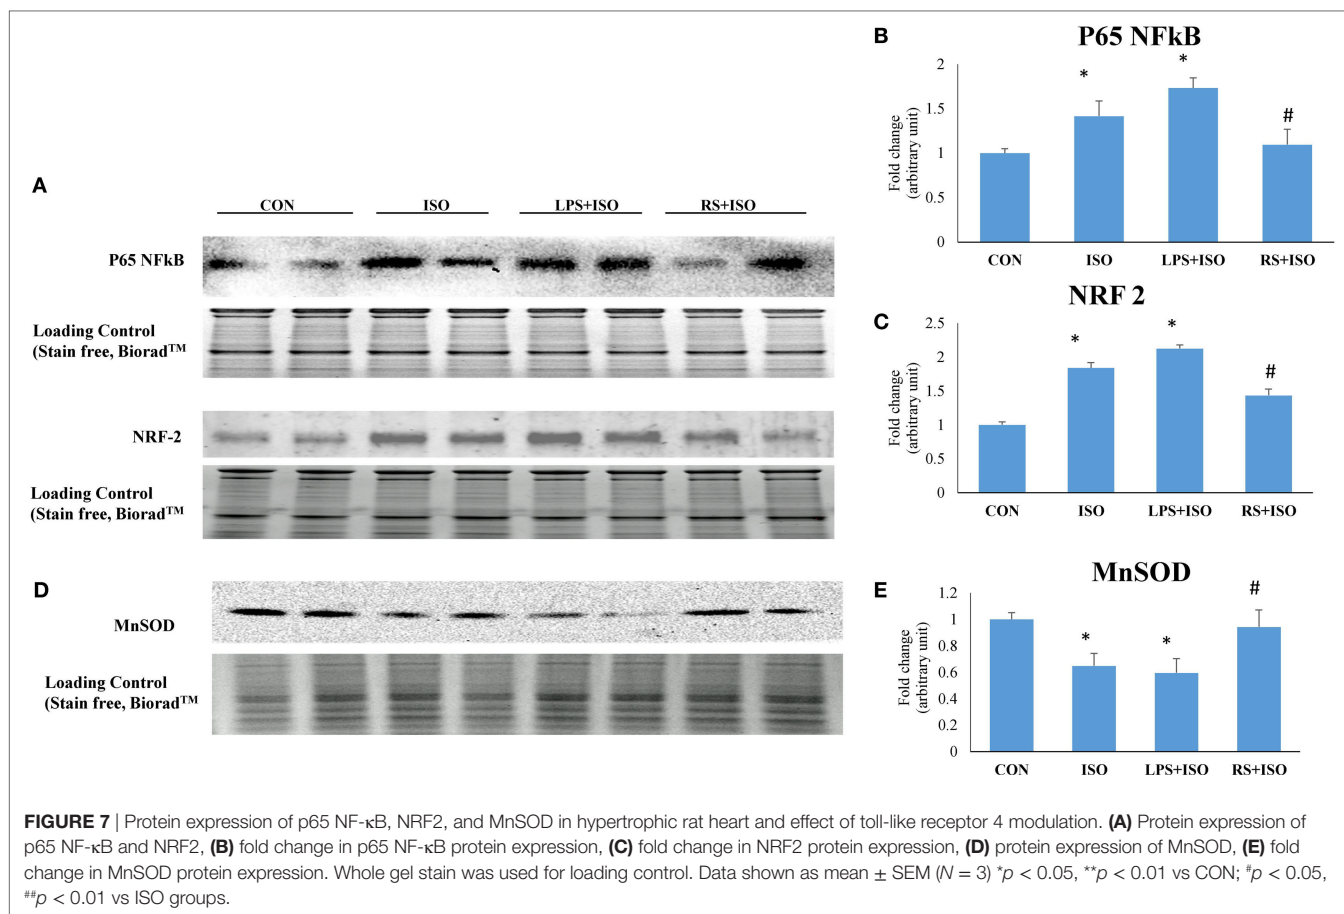 A
CON ISO LPS+ISO RS+ISO
P65 NFkB
Loading Control
(Stain free, Biorad™
NRF-2
Loading Control
(Stain free, Biorad™
D
MnSOD
Loading Control
(Stain free, Biorad™
B
P65 NFkB
Fold change
(arbitrary unit)
2
1.5
1
0.5
0
* * #
CON ISO LPS+ISO RS+ISO
C
NRF 2
Fold change
(arbitrary unit)
2.5
2
1.5
1
0.5
0
* * #
CON ISO LPS+ISO RS+ISO
E
MnSOD
Fold change
(arbitrary unit)
1.2
1
0.8
0.6
0.4
0.2
0
* * #
CON ISO LPS+ISO RS+ISO
FIGURE 7 | Protein expression of p65 NF-κB, NRF2, and MnSOD in hypertrophic rat heart and effect of toll-like receptor 4 modulation. (A) Protein expression of
p65 NF-κB and NRF2, (B) fold change in p65 NF-κB protein expression, (C) fold change in NRF2 protein expression, (D) protein expression of MnSOD, (E) fold
change in MnSOD protein expression. Whole gel stain was used for loading control. Data shown as mean ± SEM (N = 3) *p < 0.05, **p < 0.01 vs CON; #p < 0.05,
##p < 0.01 vs ISO groups.